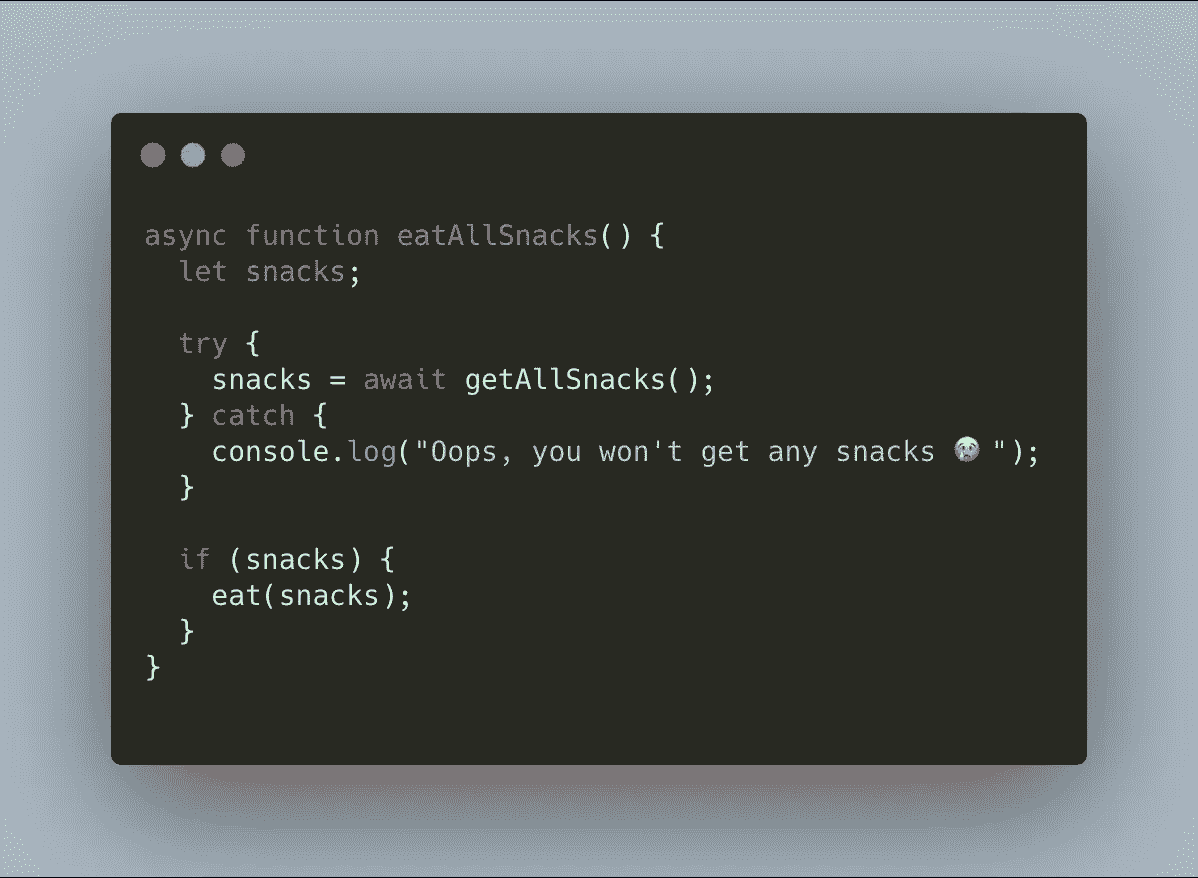 async function eatAllSnacks() {
  let snacks;

  try {
    snacks = await getAllSnacks();
  } catch {
    console.log("Oops, you won't get any snacks 😢 ");
  }

  if (snacks) {
    eat(snacks);
  }
}